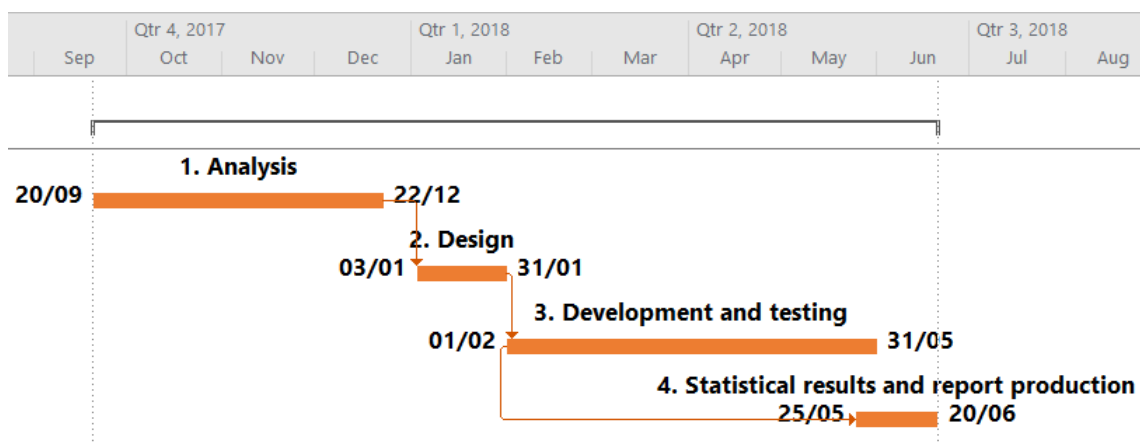 Qtr 4, 2017 Qtr 1, 2018 Qtr 2, 2018 Qtr 3, 2018
Sep Oct Nov Dec Jan Feb Mar Apr May Jun Jul Aug
1. Analysis
20/09 22/12
2. Design
03/01 31/01
3. Development and testing
01/02 31/05
4. Statistical results and report production
25/05 20/06